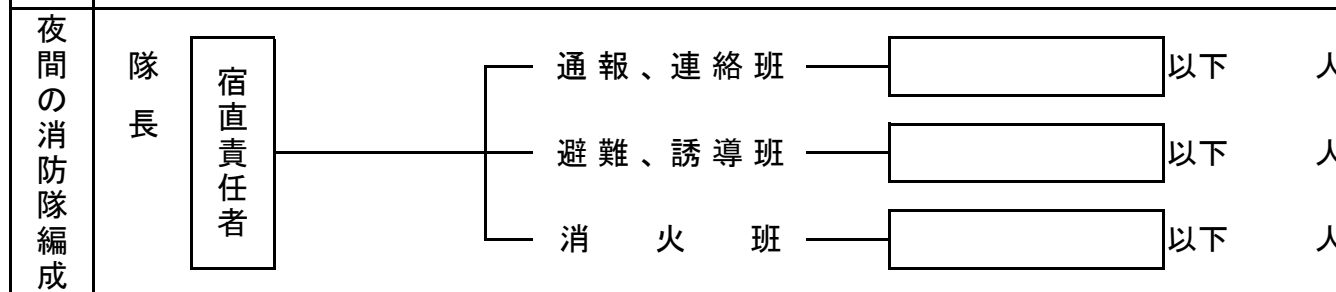 夜間の消防隊編成
隊長
宿直責任者
通報、連絡班 以下 人
避難、誘導班 以下 人
消火班 以下 人